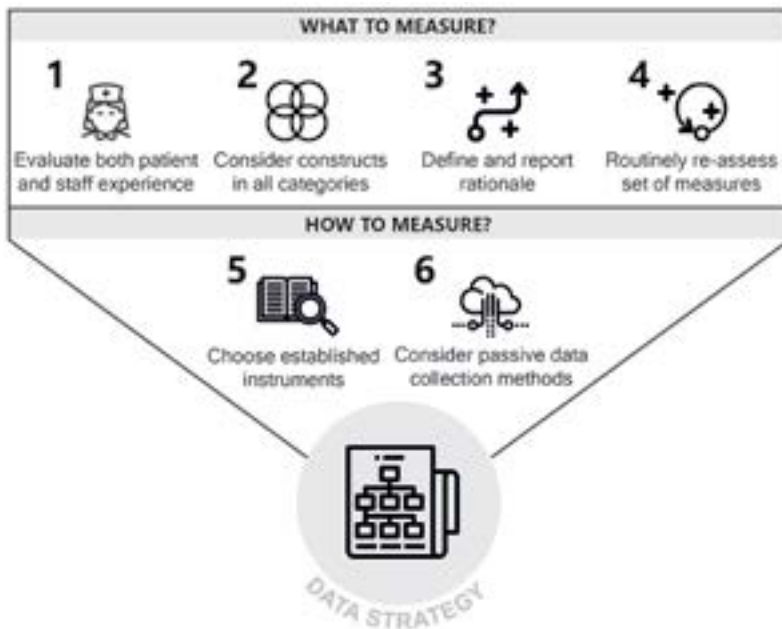 WHAT TO MEASURE?
1
2
3
4
Evaluate both patient
and staff experience
Consider constructs
in all categories
Define and report
rationale
Routinely re-assess
set of measures
HOW TO MEASURE?
5
6
Choose established
instruments
Consider passive data
collection methods
DATA STRATEGY